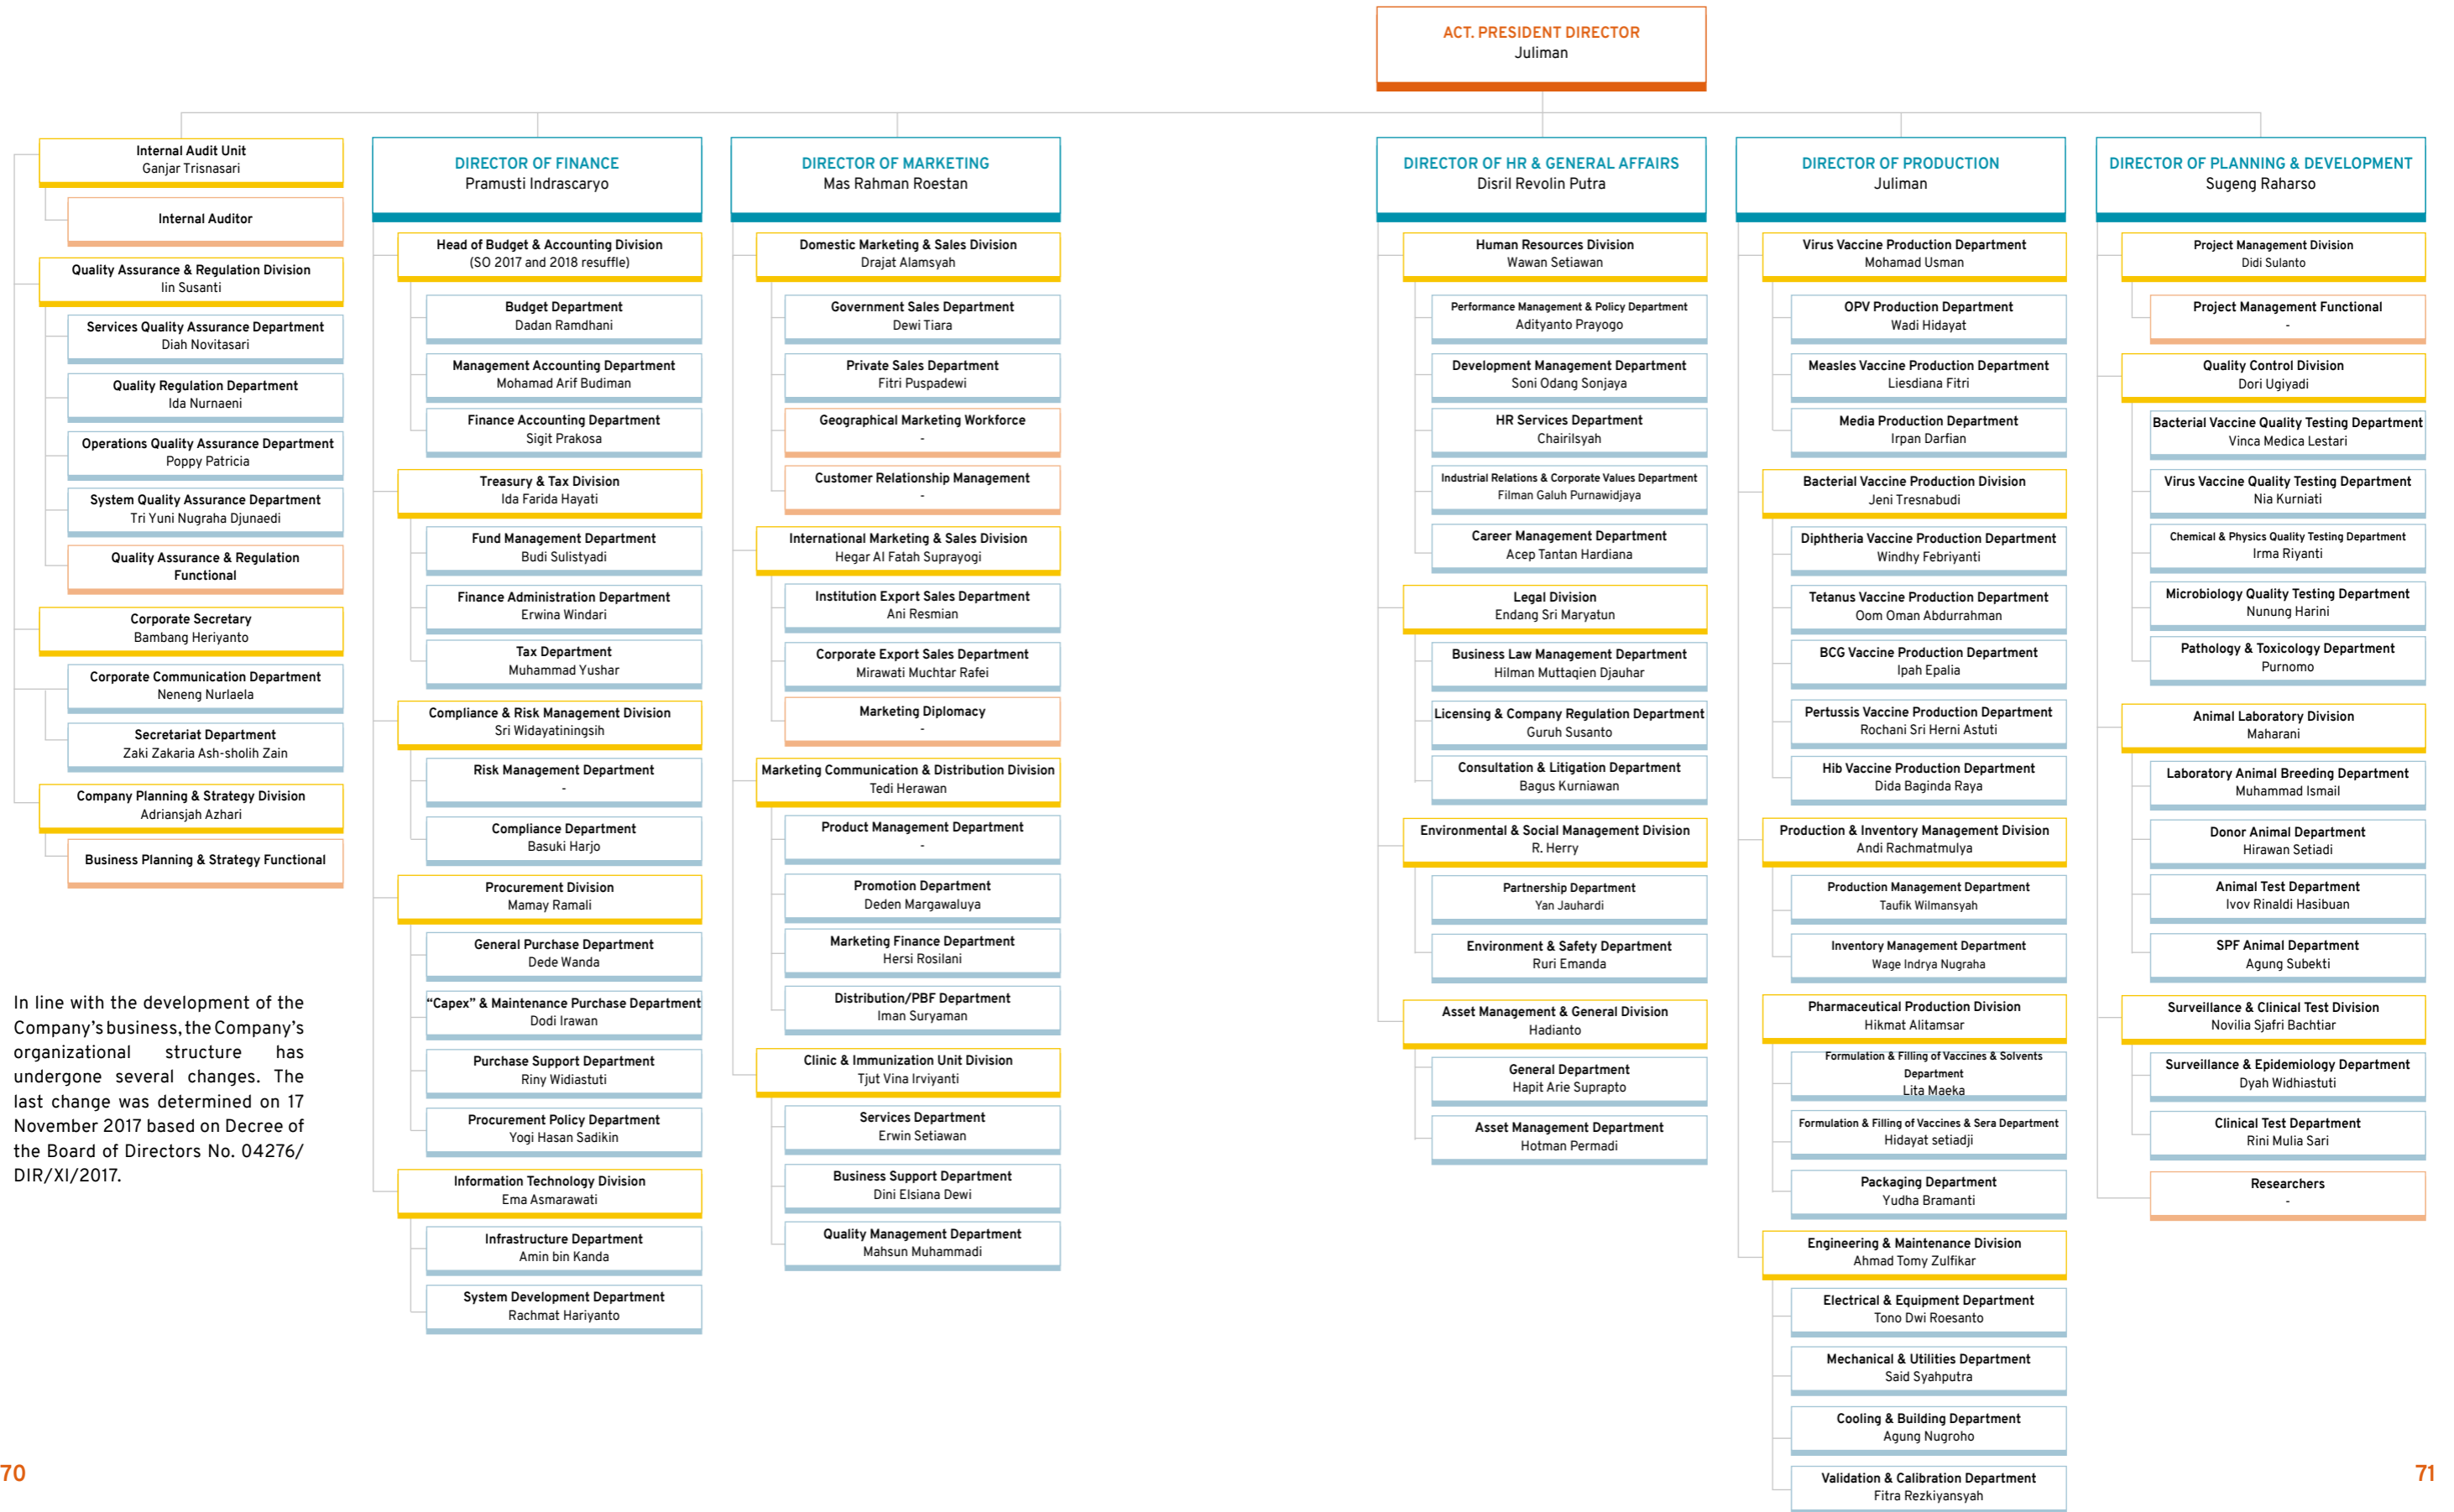 ACT. PRESIDENT DIRECTOR
Juliman
Internal Audit Unit
Ganjar Trisnasari
Internal Auditor
Quality Assurance & Regulation Division
Iin Susanti
Services Quality Assurance Department
Diah Novitasari
Quality Regulation Department
Ida Nurnaeni
Operations Quality Assurance Department
Poppy Patricia
System Quality Assurance Department
Tri Yuni Nugraha Djunaedi
Quality Assurance & Regulation
Functional
Corporate Secretary
Bambang Heriyanto
Corporate Communication Department
Neneng Nurlaela
Secretariat Department
Zaki Zakaria Ash-sholih Zain
Company Planning & Strategy Division
Adriansjah Azhari
Business Planning & Strategy Functional
In line with the development of the
Company's business, the Company's
organizational structure has
undergone several changes. The
last change was determined on 17
November 2017 based on Decree of
the Board of Directors No. 04276/
DIR/XI/2017.
DIRECTOR OF FINANCE
Pramusti Indrascaryo
Head of Budget & Accounting Division
(SO 2017 and 2018 resuffle)
Budget Department
Dadan Ramdhani
Management Accounting Department
Mohamad Arif Budiman
Finance Accounting Department
Sigit Prakosa
Treasury & Tax Division
Ida Farida Hayati
Fund Management Department
Budi Sulistyadi
Finance Administration Department
Erwina Windari
Tax Department
Muhammad Yushar
Compliance & Risk Management Division
Sri Widayatiningsih
Risk Management Department
-
Compliance Department
Basuki Harjo
Procurement Division
Mamay Ramali
General Purchase Department
Dede Wanda
“Capex” & Maintenance Purchase Department
Dodi Irawan
Purchase Support Department
Riny Widiastuti
Procurement Policy Department
Yogi Hasan Sadikin
Information Technology Division
Ema Asmarawati
Infrastructure Department
Amin bin Kanda
System Development Department
Rachmat Hariyanto
DIRECTOR OF MARKETING
Mas Rahman Roestan
Domestic Marketing & Sales Division
Drajat Alamsyah
Government Sales Department
Dewi Tiara
Private Sales Department
Fitri Puspadewi
Geographical Marketing Workforce
-
Customer Relationship Management
-
International Marketing & Sales Division
Hegar Al Fatah Suprayogi
Institution Export Sales Department
Ani Resmian
Corporate Export Sales Department
Mirawati Muchtar Rafei
Marketing Diplomacy
-
Marketing Communication & Distribution Division
Tedi Herawan
Product Management Department
-
Promotion Department
Deden Margawaluya
Marketing Finance Department
Hersi Rosilani
Distribution/PBF Department
Iman Suryaman
Clinic & Immunization Unit Division
Tjut Vina Irviyanti
Services Department
Erwin Setiawan
Business Support Department
Dini Elsiana Dewi
Quality Management Department
Mahsun Muhammadi
DIRECTOR OF HR & GENERAL AFFAIRS
Disril Revolin Putra
Human Resources Division
Wawan Setiawan
Performance Management & Policy Department
Adityanto Prayogo
Development Management Department
Soni Odang Sonjaya
HR Services Department
Chairilsyah
Industrial Relations & Corporate Values Department
Filman Galuh Purnawidjaya
Career Management Department
Acep Tantan Hardiana
Legal Division
Endang Sri Maryatun
Business Law Management Department
Hilman Muttaqien Djauhar
Licensing & Company Regulation Department
Guruh Susanto
Consultation & Litigation Department
Bagus Kurniawan
Environmental & Social Management Division
R. Herry
Partnership Department
Yan Jauhardi
Environment & Safety Department
Ruri Emanda
Asset Management & General Division
Hadianto
General Department
Hapit Arie Suprapto
Asset Management Department
Hotman Permadi
DIRECTOR OF PRODUCTION
Juliman
Virus Vaccine Production Department
Mohamad Usman
OPV Production Department
Wadi Hidayat
Measles Vaccine Production Department
Liesdiana Fitri
Media Production Department
Irpan Darfian
Bacterial Vaccine Production Division
Jeni Tresnabudi
Diphtheria Vaccine Production Department
Windhy Febriyanti
Tetanus Vaccine Production Department
Oom Oman Abdurrahman
BCG Vaccine Production Department
Ipah Epalia
Pertussis Vaccine Production Department
Rochani Sri Herni Astuti
Hib Vaccine Production Department
Dida Baginda Raya
Production & Inventory Management Division
Andi Rachmatmulya
Production Management Department
Taufik Wilmansyah
Inventory Management Department
Wage Indrya Nugraha
Pharmaceutical Production Division
Hikmat Alitamsar
Formulation & Filling of Vaccines & Solvents
Department
Lita Maeka
Formulation & Filling of Vaccines & Sera Department
Hidayat setiadji
Packaging Department
Yudha Bramanti
Engineering & Maintenance Division
Ahmad Tomy Zulfikar
Electrical & Equipment Department
Tono Dwi Roesanto
Mechanical & Utilities Department
Said Syahputra
Cooling & Building Department
Agung Nugroho
Validation & Calibration Department
Fitra Rezkiyansyah
DIRECTOR OF PLANNING & DEVELOPMENT
Sugeng Raharso
Project Management Division
Didi Sulanto
Project Management Functional
-
Quality Control Division
Dori Ugiyadi
Bacterial Vaccine Quality Testing Department
Vinca Medica Lestari
Virus Vaccine Quality Testing Department
Nia Kurniati
Chemical & Physics Quality Testing Department
Irma Riyanti
Microbiology Quality Testing Department
Nunung Harini
Pathology & Toxicology Department
Purnomo
Animal Laboratory Division
Maharani
Laboratory Animal Breeding Department
Muhammad Ismail
Donor Animal Department
Hirawan Setiadi
Animal Test Department
Ivov Rinaldi Hasibuan
SPF Animal Department
Agung Subekti
Surveillance & Clinical Test Division
Novilia Sjafri Bachtiar
Surveillance & Epidemiology Department
Dyah Widhiastuti
Clinical Test Department
Rini Mulia Sari
Researchers
-
70
71